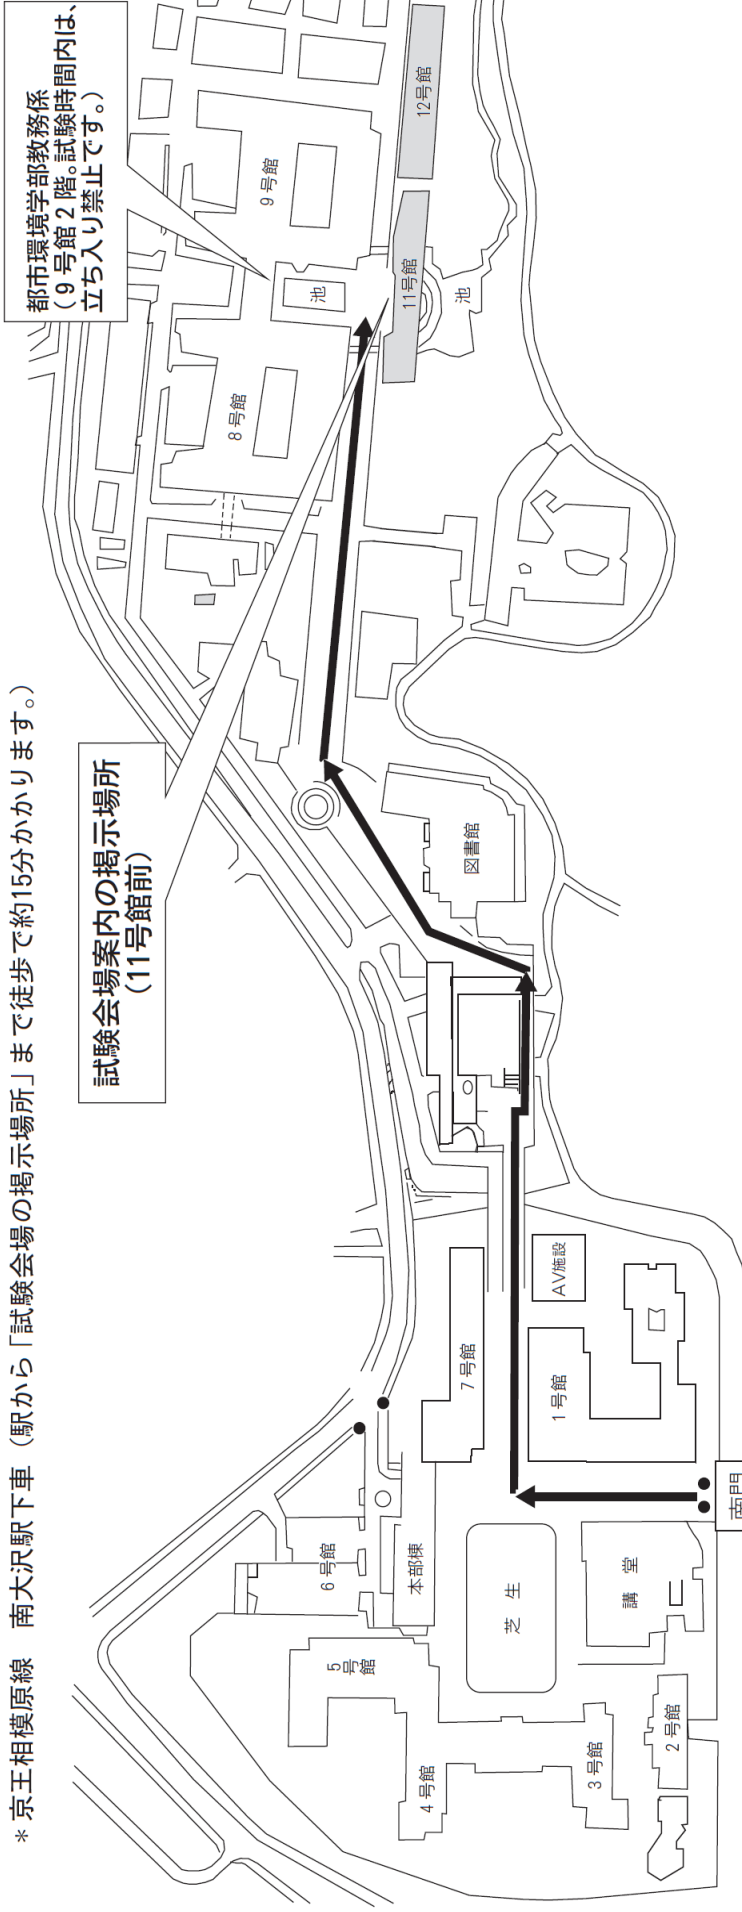 ＊京王相模原線　南大沢駅下車（駅から「試験会場の掲示場所」まで徒歩で約15分かかります。）
試験会場案内の掲示場所
（11号館前）
都市環境学部教務係
（９号館２階。試験時間内は、
立ち入り禁止です。）
5
号
館
6号館
本部棟
4号館
3号館
2号館
芝　生
講　堂
南門
7号館
1号館
AV施設
図書館
8号館
池
9号館
11号館
池
12号館